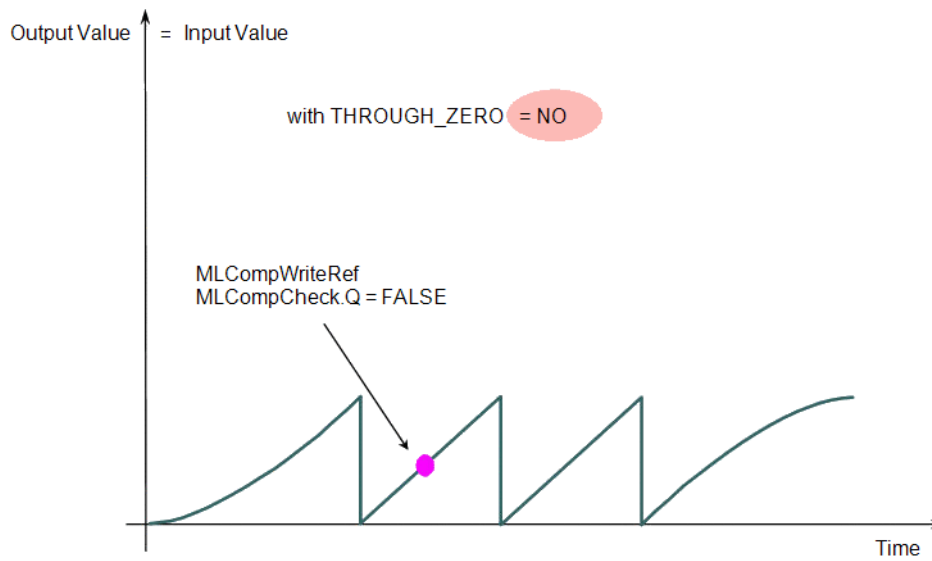 Output Value = Input Value
with THROUGH_ZERO = NO
MLCompWriteRef
MLCompCheck.Q = FALSE
Time